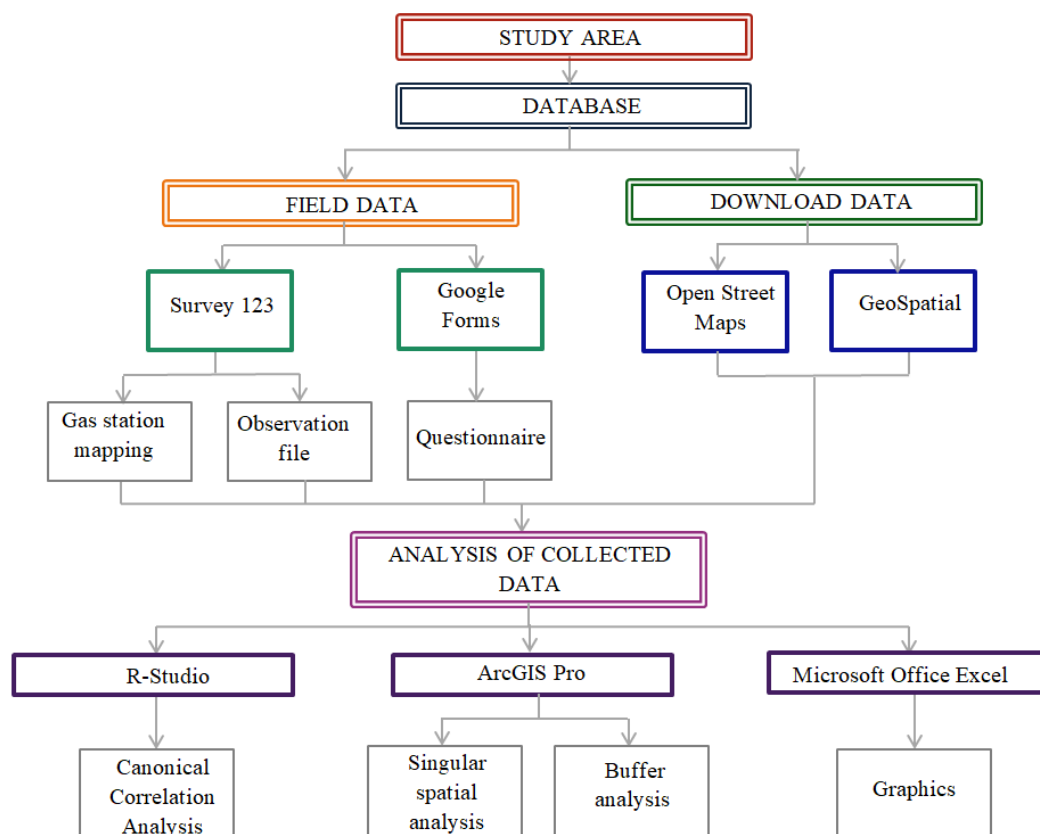 STUDY AREA
DATABASE
FIELD DATA
DOWNLOAD DATA
Survey 123
Google
Forms
Open Street
Maps
GeoSpatial
Gas station
mapping
Observation
file
Questionnaire
ANALYSIS OF COLLECTED
DATA
R-Studio
ArcGIS Pro
Microsoft Office Excel
Canonical
Correlation
Analysis
Singular
spatial
analysis
Buffer
analysis
Graphics